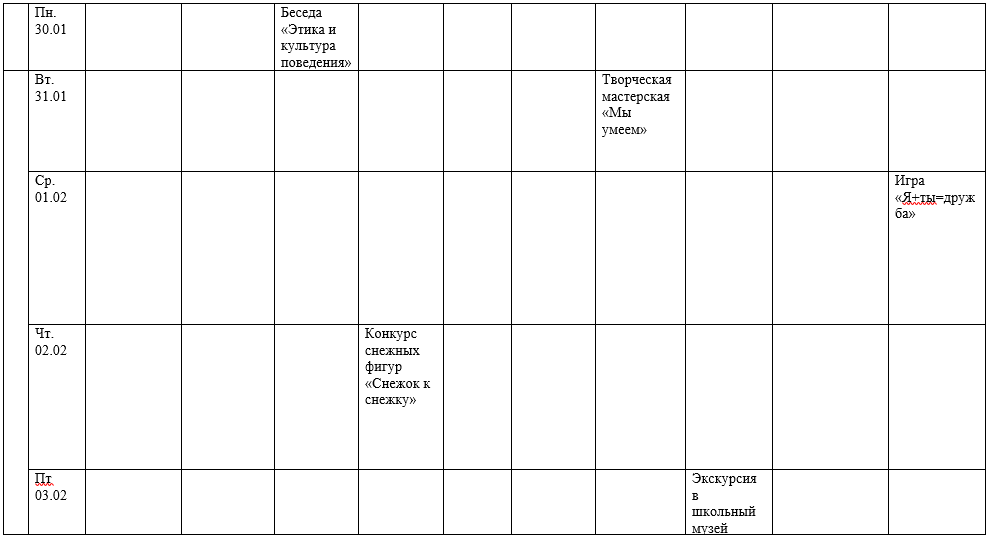 Пн.
30.01
Беседа
«Этика и
культура
поведения»
Вт.
31.01
Творческая
мастерская
«Мы
умеем»
Ср.
01.02
Игра
«Я+ты=друж
ба»
Чт.
02.02
Конкурс
снежных
фигур
«Снежок к
снежку»
Пт
03.02
Экскурсия
в
школьный
музей